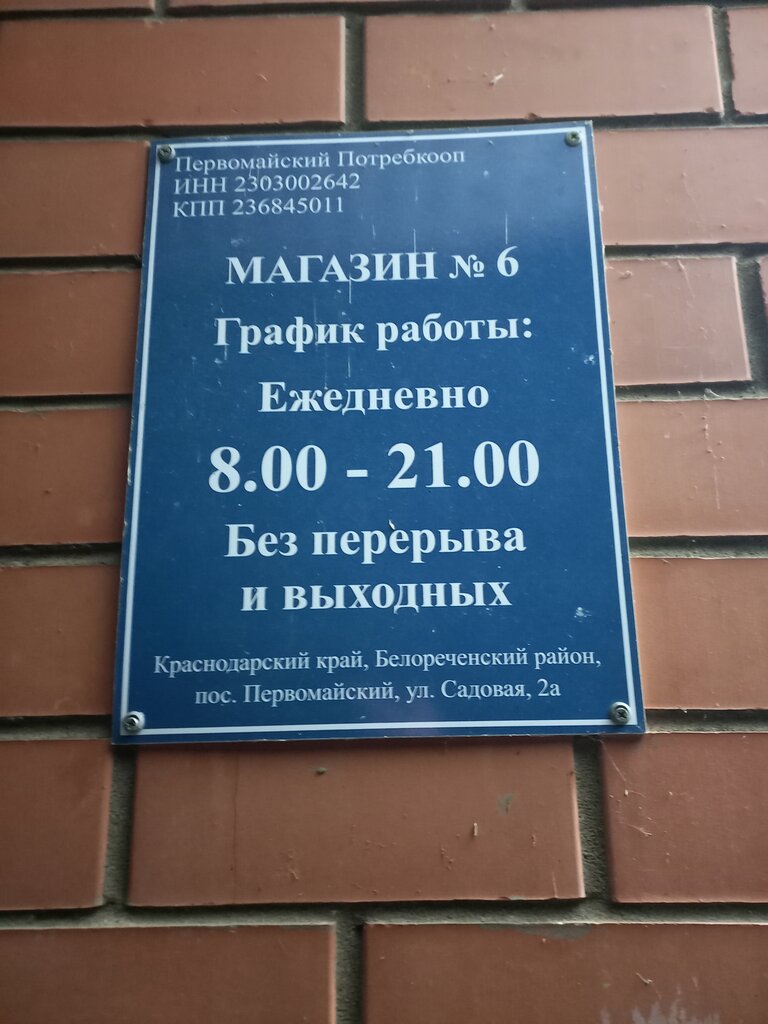 Первомайский Потребкооп
ИНН 2303002642
КПП 236845011
МАГАЗИН № 6
График работы:
Ежедневно
8.00 - 21.00
Без перерыва
и выходных
Краснодарский край, Белореченский район,
пос. Первомайский, ул. Садовая, 2а